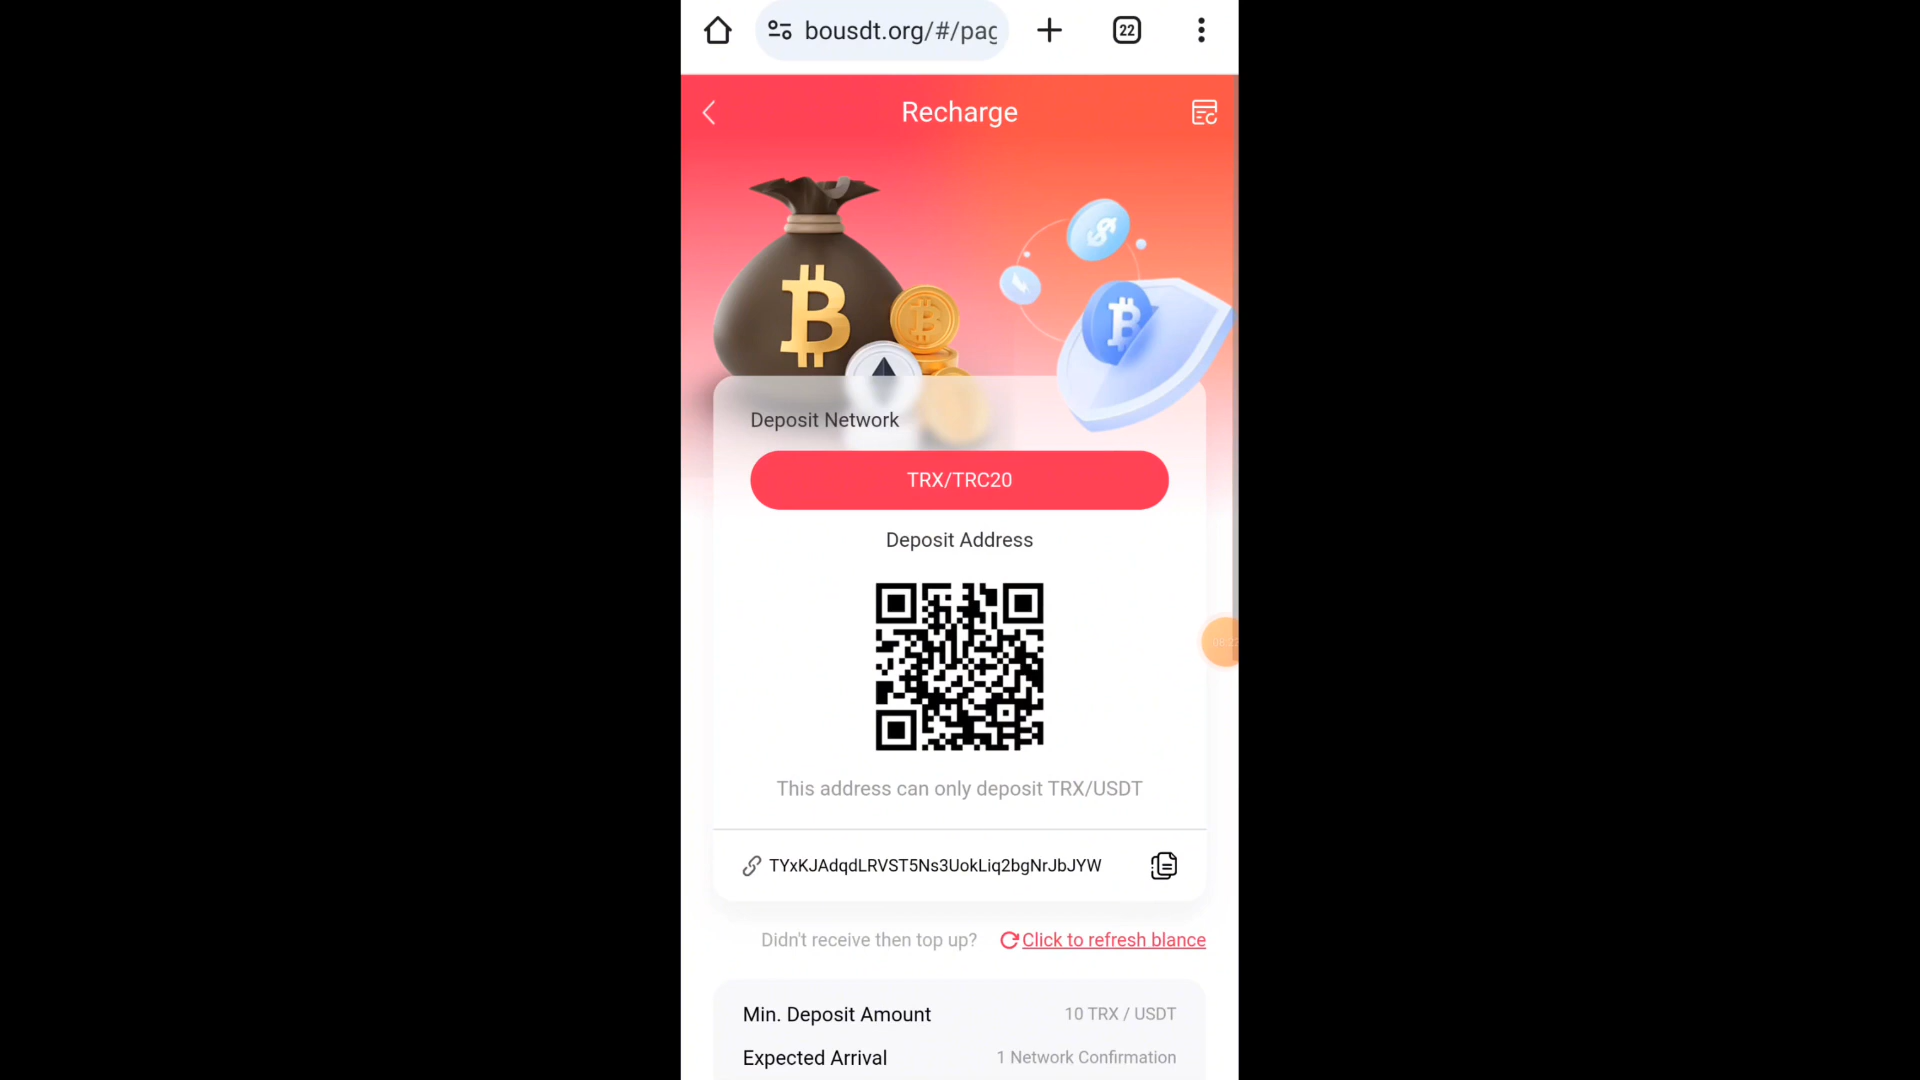 22
bousdt.org/#/pag
Recharge
Deposit Network
TRX/TRC20
Deposit Address
This address can only deposit TRX/USDT
TYxKJAdqdLRVST5Ns3UokLiq2bgNrJbJYW
Didn't receive then top up? Click to refresh blance
Min. Deposit Amount 10 TRX / USDT
Expected Arrival 1 Network Confirmation